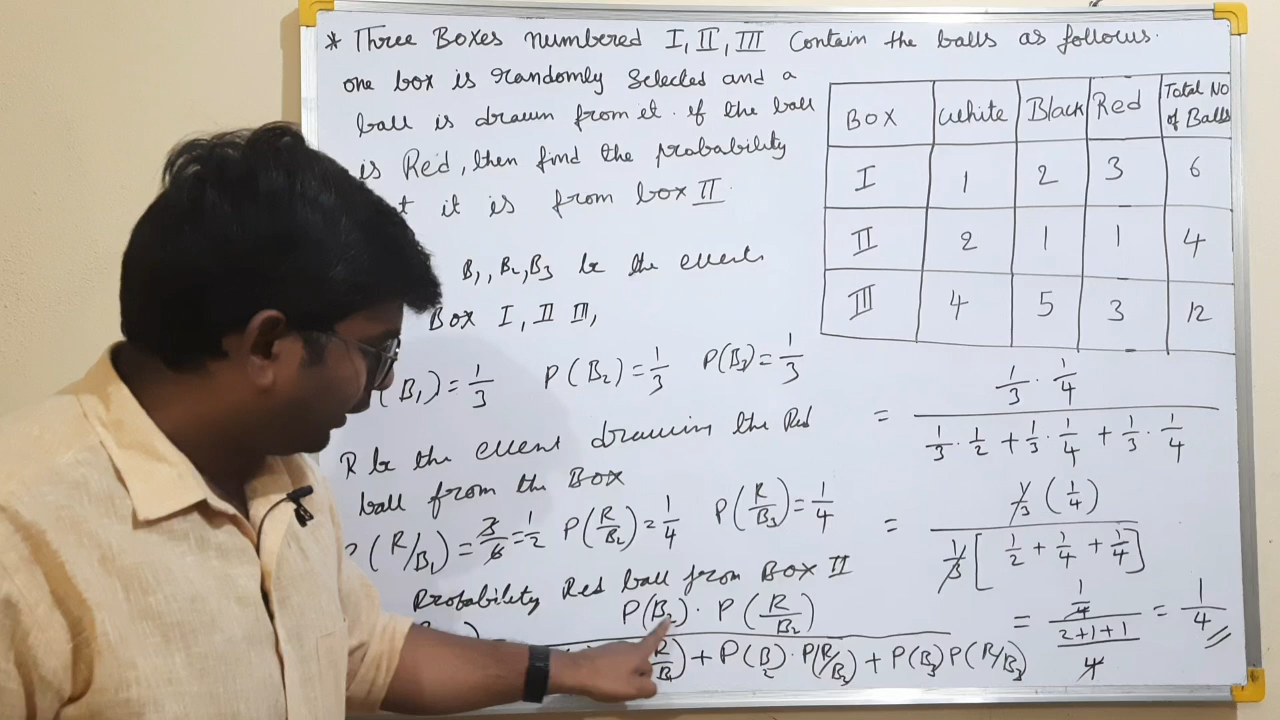 * Three Boxes numbered I, II, III Contain the balls as follows.
one box is randomly Selected and a
ball is drawn from it. if the ball
is Red, then find the probability
it is from box II.
BOX White Black Red Total No of Balls
I 1 2 3 6
II 2 1 1 4
III 4 5 3 12
B₁, B₂, B₃ be the events
Box I, II III,
(B₁) = 1/3 P(B₂) = 1/3 P(B₃) = 1/3
R be the event drawing the Red
ball from the Box
(R/B₁) = 3/6 = 1/2 P(R/B₂) = 1/4 P(R/B₃) = 1/4
Probability Red ball from Box II
P(B₂) · P(R/B₂)
R/B₁) + P(B₂) · P(R/B₂) + P(B₃) P(R/B₃)
= (1/3 · 1/4) / (1/3 · 1/2 + 1/3 · 1/4 + 1/3 · 1/4)
= 1/3 (1/4) / 1/3 [1/2 + 1/4 + 1/4]
= (1/4) / ((2+1+1)/4) = 1/4